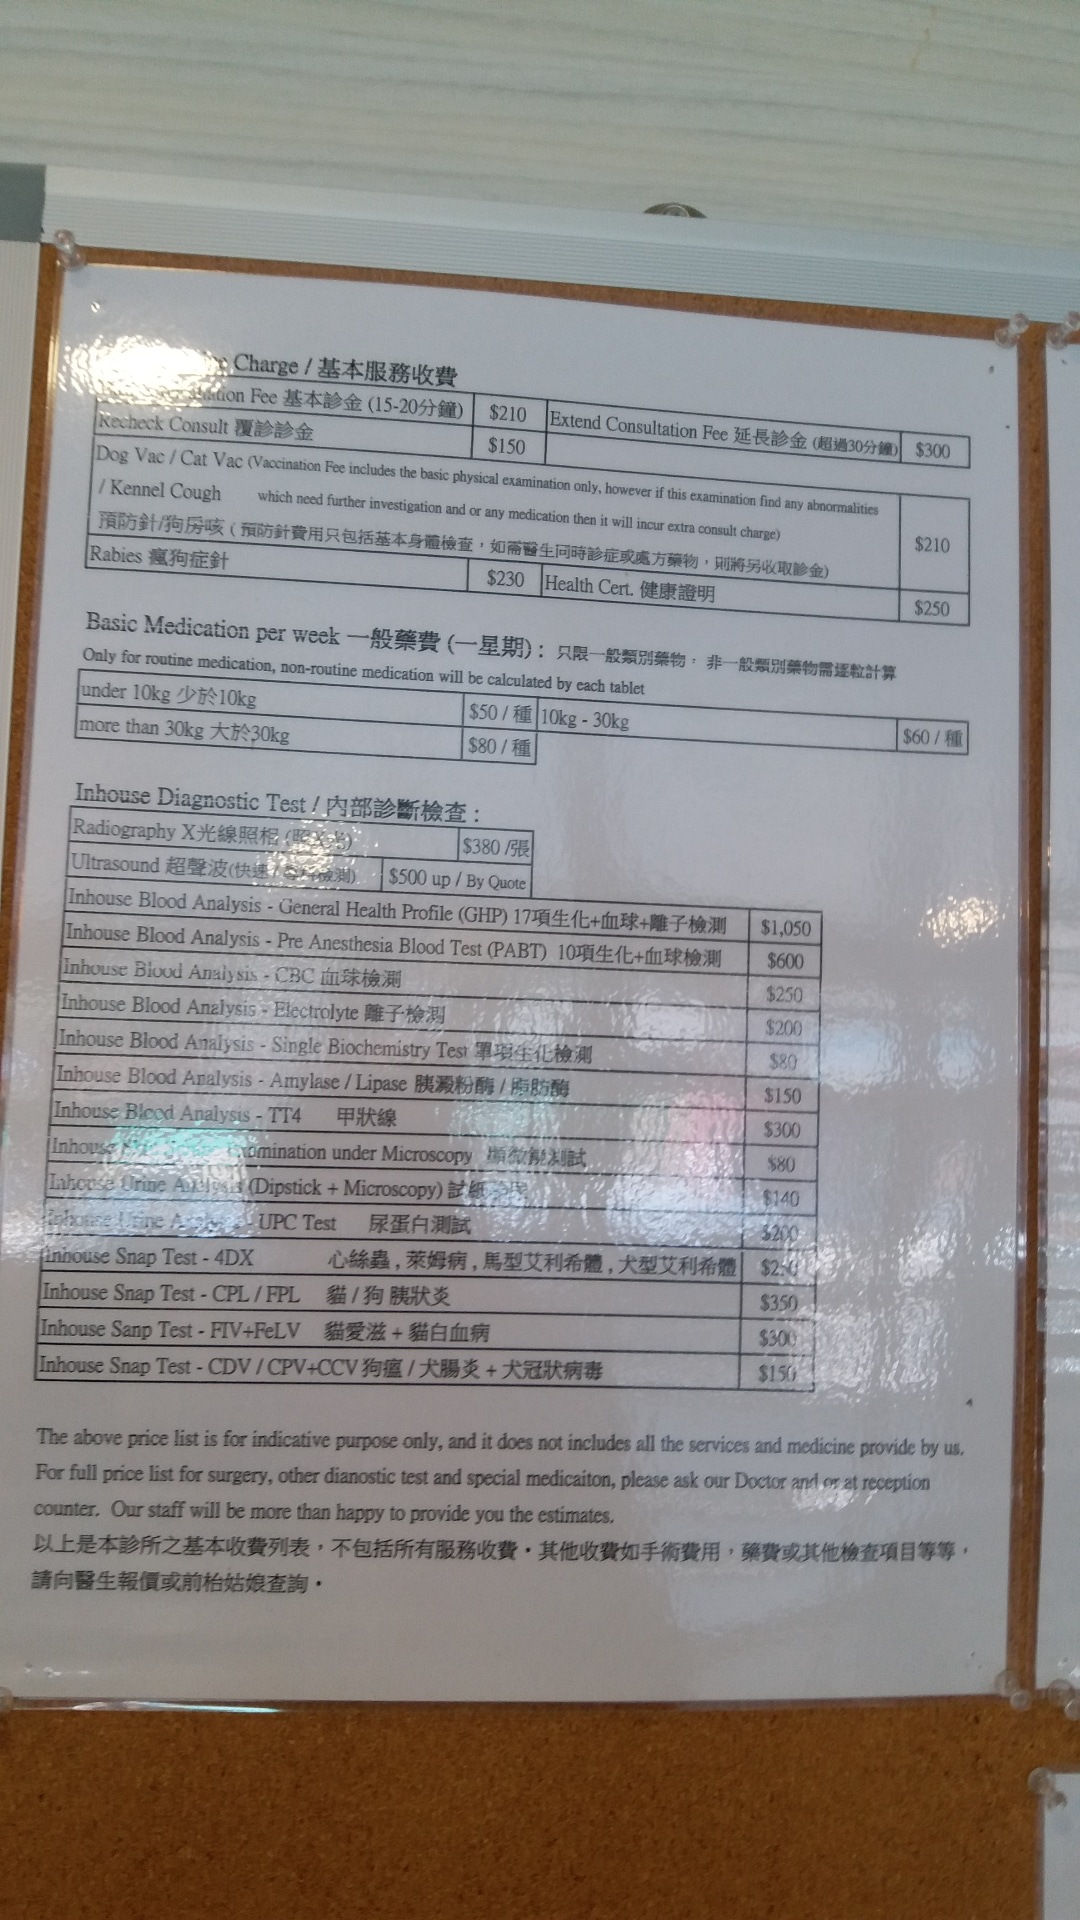 Charge / 基本服務收費
Fee 基本診金 (15-20分鐘) $210 Extend Consultation Fee 延長診金 (超過30分鐘) $300
Recheck Consult 覆診診金 $150
Dog Vac / Cat Vac (Vaccination Fee includes the basic physical examination only, however if this examination find any abnormalities
/ Kennel Cough which need further investigation and or any medication then it will incur extra consult charge)
預防針/狗房咳 ( 預防針費用只包括基本身體檢查，如需醫生同時診症或處方藥物，則將另收取診金) $210
Rabies 瘋狗症針 $230 Health Cert. 健康證明 $250
Basic Medication per week 一般藥費 (一星期) : 只限一般類別藥物，非一般類別藥物需逐粒計算
Only for routine medication, non-routine medication will be calculated by each tablet
under 10kg 少於10kg $50 / 種 10kg - 30kg $60 / 種
more than 30kg 大於30kg $80 / 種
Inhouse Diagnostic Test / 內部診斷檢查 :
Radiography X光線照相 (照X光) $380 /張
Ultrasound 超聲波(快速 / $500 up / By Quote
Inhouse Blood Analysis - General Health Profile (GHP) 17項生化+血球+離子檢測 $1,050
Inhouse Blood Analysis - Pre Anesthesia Blood Test (PABT) 10項生化+血球檢測 $600
Inhouse Blood Analysis - CBC 血球檢測 $250
Inhouse Blood Analysis - Electrolyte 離子檢測 $200
Inhouse Blood Analysis - Single Biochemistry Test 單項生化檢測 $80
Inhouse Blood Analysis - Amylase / Lipase 胰澱粉酶 / 脂肪酶 $150
Inhouse Blood Analysis - TT4 甲狀線 $300
Inhouse Examination under Microscopy 顯微鏡測試 $80
Inhouse Urine Analysis (Dipstick + Microscopy) 試紙 $140
Inhouse Urine Analysis - UPC Test 尿蛋白測試 $200
Inhouse Snap Test - 4DX 心絲蟲 , 萊姆病 , 馬型艾利希體 , 犬型艾利希體
Inhouse Snap Test - CPL / FPL 貓 / 狗 胰狀炎 $350
Inhouse Sanp Test - FIV+FeLV 貓愛滋 + 貓白血病 $300
Inhouse Snap Test - CDV / CPV+CCV 狗瘟 / 犬腸炎 + 犬冠狀病毒 $150
The above price list is for indicative purpose only, and it does not includes all the services and medicine provide by us.
For full price list for surgery, other dianostic test and special medicaiton, please ask our Doctor and or at reception
counter. Our staff will be more than happy to provide you the estimates.
以上是本診所之基本收費列表，不包括所有服務收費。其他收費如手術費用，藥費或其他檢查項目等等，
請向醫生報價或前枱姑娘查詢。